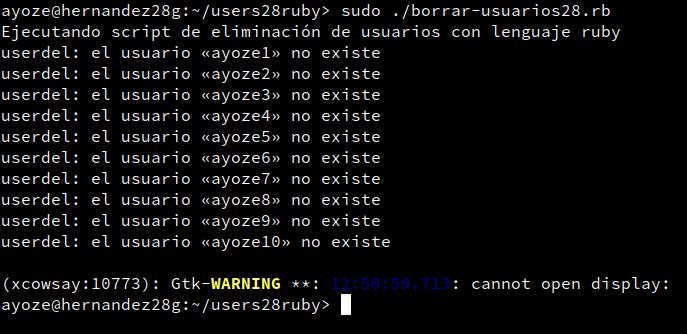 ayoze@hernandez28g:~/users28ruby> sudo ./borrar-usuarios28.rb
Ejecutando script de eliminación de usuarios con lenguaje ruby
userdel: el usuario «ayoze1» no existe
userdel: el usuario «ayoze2» no existe
userdel: el usuario «ayoze3» no existe
userdel: el usuario «ayoze4» no existe
userdel: el usuario «ayoze5» no existe
userdel: el usuario «ayoze6» no existe
userdel: el usuario «ayoze7» no existe
userdel: el usuario «ayoze8» no existe
userdel: el usuario «ayoze9» no existe
userdel: el usuario «ayoze10» no existe
(xcowsay:10773): Gtk-WARNING **: 12:50:59.713: cannot open display:
ayoze@hernandez28g:~/users28ruby>